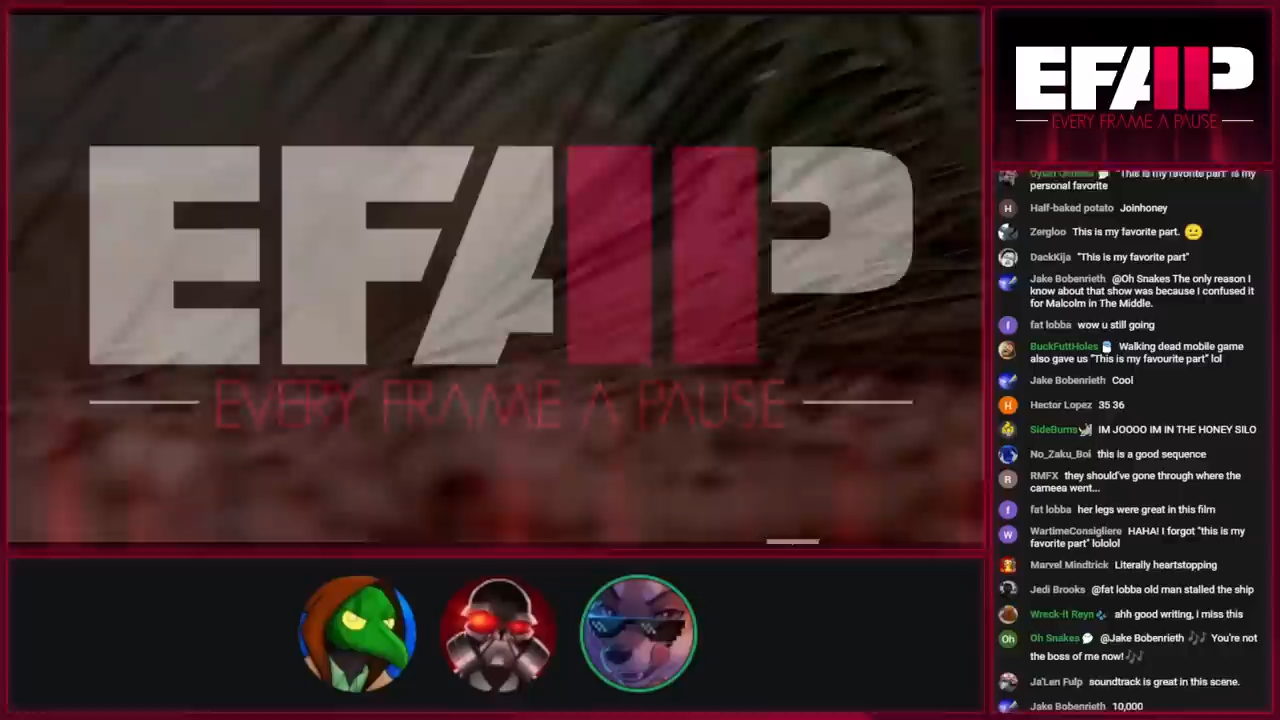 EFAP
EVERY FRAME A PAUSE
EFAP
EVERY FRAME A PAUSE
"This is my favorite part" is my
personal favorite
Half-baked potato Joinhoney
Zergloo This is my favorite part. 😐
DackKija "This is my favorite part"
Jake Bobenrieth @Oh Snakes The only reason I
know about that show was because I confused it
for Malcolm in The Middle.
fat lobba wow u still going
BuckFuttHoles Walking dead mobile game
also gave us "This is my favourite part" lol
Jake Bobenrieth Cool
Hector Lopez 35 36
SideBurns IM JOOOO IM IN THE HONEY SILO
No_Zaku_Boi this is a good sequence
RMFX they should've gone through where the
cameea went...
fat lobba her legs were great in this film
WartimeConsigliere HAHA! I forgot "this is my
favorite part" lololol
Marvel Mindtrick Literally heartstopping
Jedi Brooks @fat lobba old man stalled the ship
Wreck-It Reyn ahh good writing, i miss this
Oh Snakes @Jake Bobenrieth 🎶 You're not
the boss of me now! 🎶
Ja'Len Fulp soundtrack is great in this scene.
Jake Bobenrieth 10,000